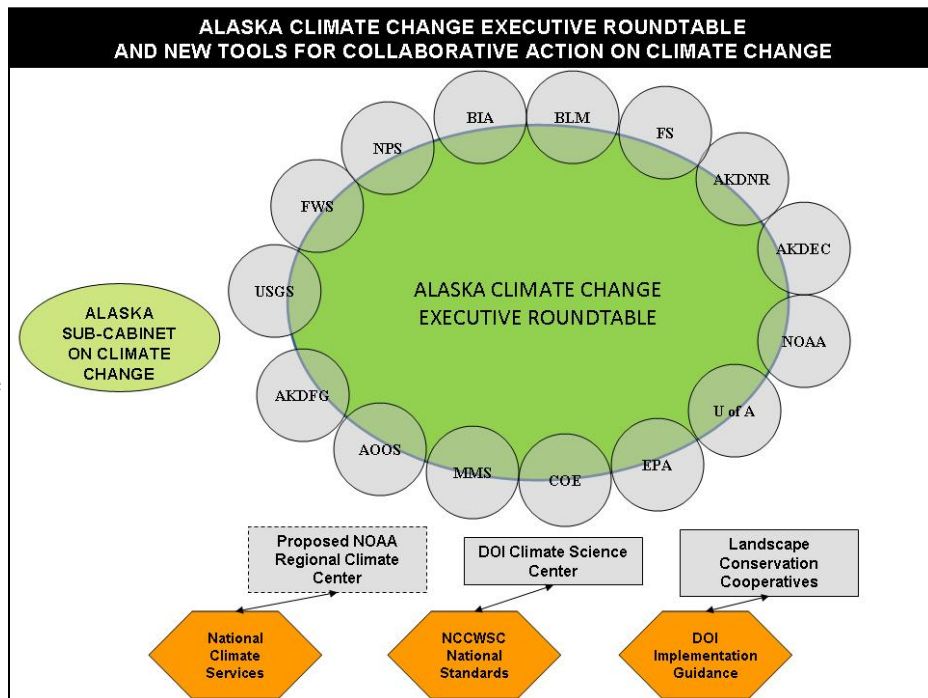 ALASKA CLIMATE CHANGE EXECUTIVE ROUNDTABLE
AND NEW TOOLS FOR COLLABORATIVE ACTION ON CLIMATE CHANGE
BIA
BLM
FS
NPS
AKDNR
FWS
AKDEC
USGS
ALASKA CLIMATE CHANGE
EXECUTIVE ROUNDTABLE
ALASKA
SUB-CABINET
ON CLIMATE
CHANGE
NOAA
AKDFG
U of A
AOOS
MMS
COE
EPA
Proposed NOAA
Regional Climate
Center
DOI Climate Science
Center
Landscape
Conservation
Cooperatives
National
Climate
Services
NCCWSC
National
Standards
DOI
Implementation
Guidance